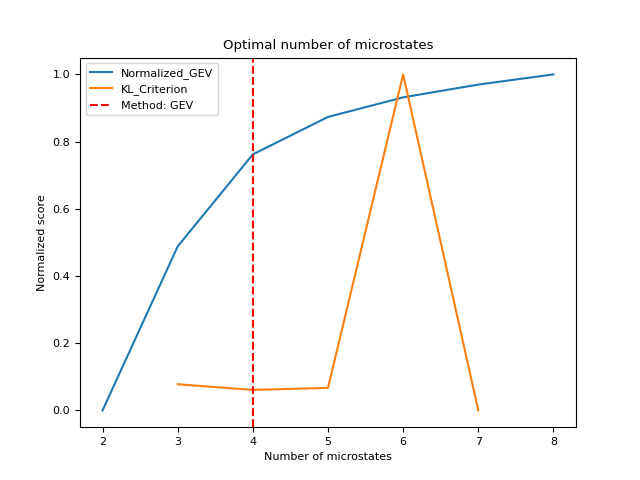 Optimal number of microstates
Normalized_GEV
KL_Criterion
Method: GEV
Normalized score
1.0
0.8
0.6
0.4
0.2
0.0
2 3 4 5 6 7 8
Number of microstates